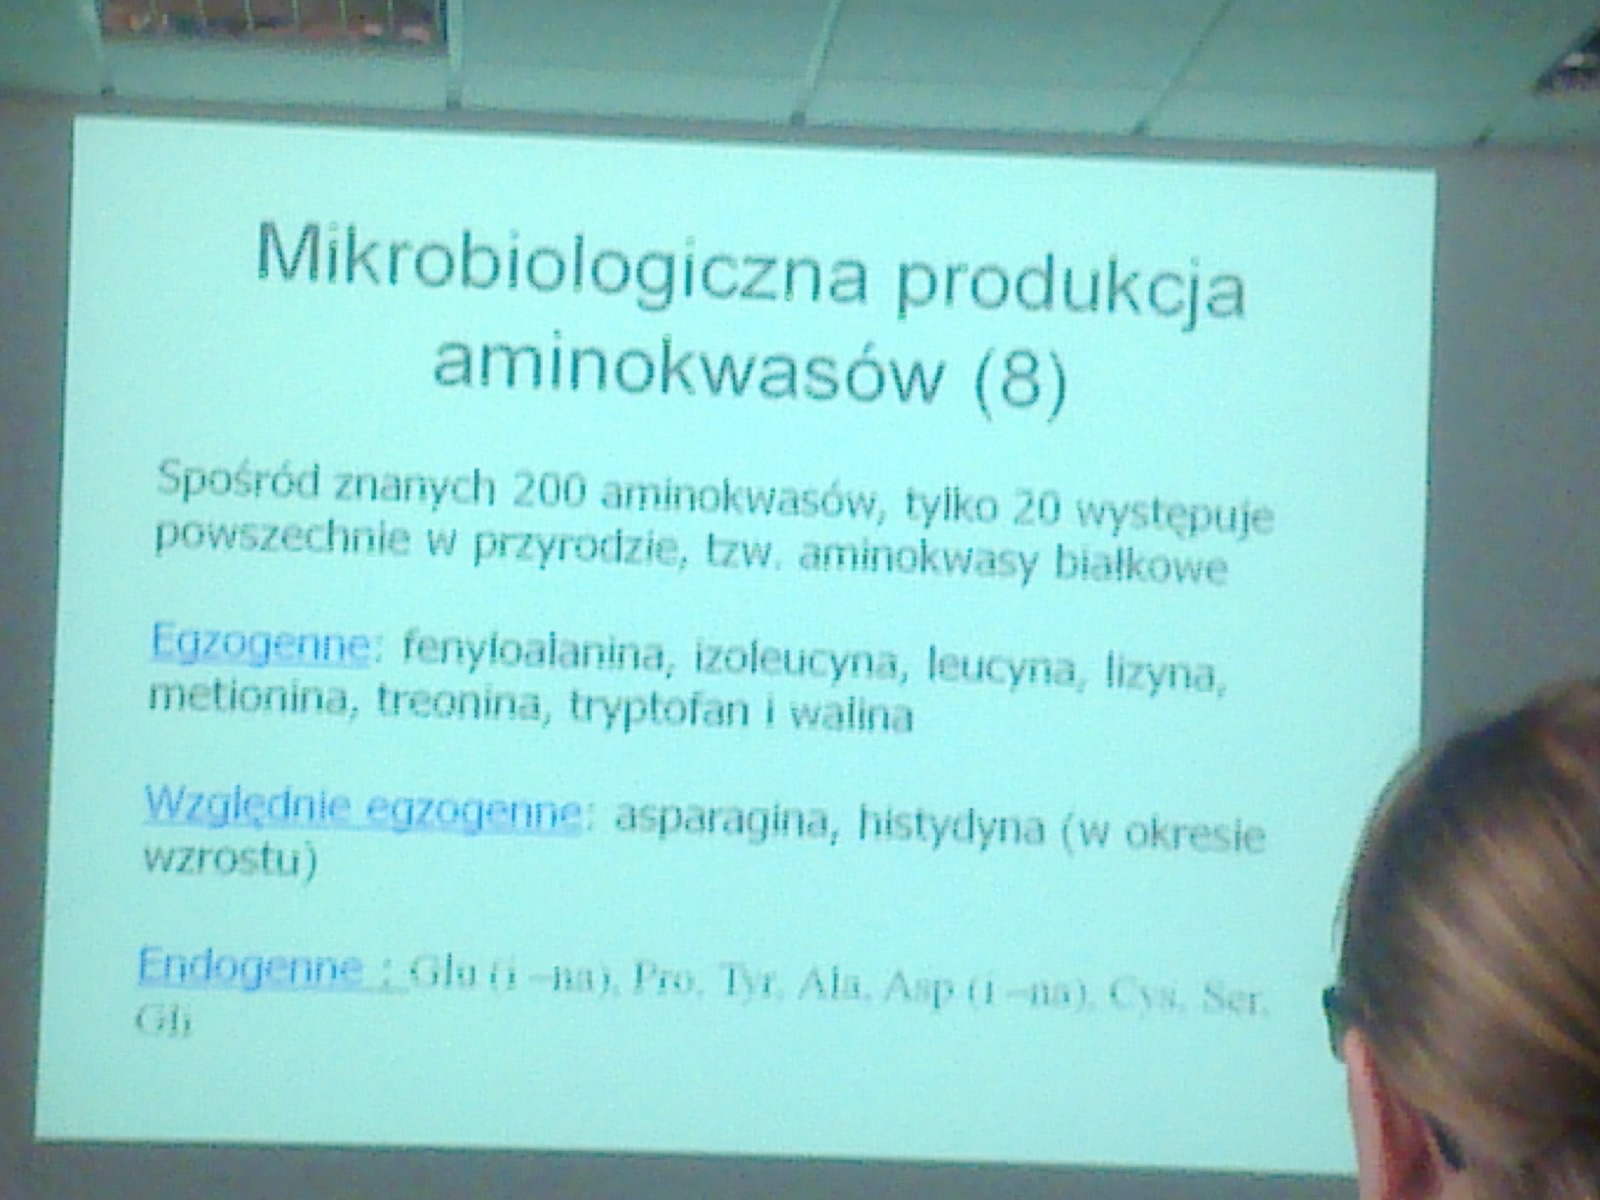 Mikrobiologiczna produkcja
aminokwasów (8)
Spośród znanych 200 aminokwasów, tylko 20 występuje
powszechnie w przyrodzie, tzw. aminokwasy białkowe
Egzogenne: fenyloalanina, izoleucyna, leucyna, lizyna,
metionina, treonina, tryptofan i walina
Względnie egzogenne: asparagina, histydyna (w okresie
wzrostu)
Endogenne : Glu (i –na), Pro, Tyr, Ala, Asp (i –na), Cys, Ser,
Gli